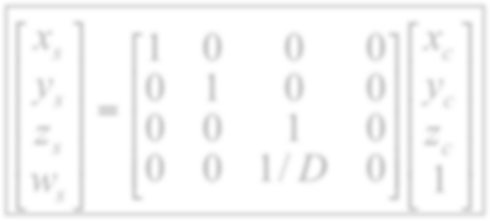 x_s 1 0 0 0 x_c
y_s = 0 1 0 0 y_c
z_s 0 0 1 0 z_c
w_s 0 0 1/D 0 1